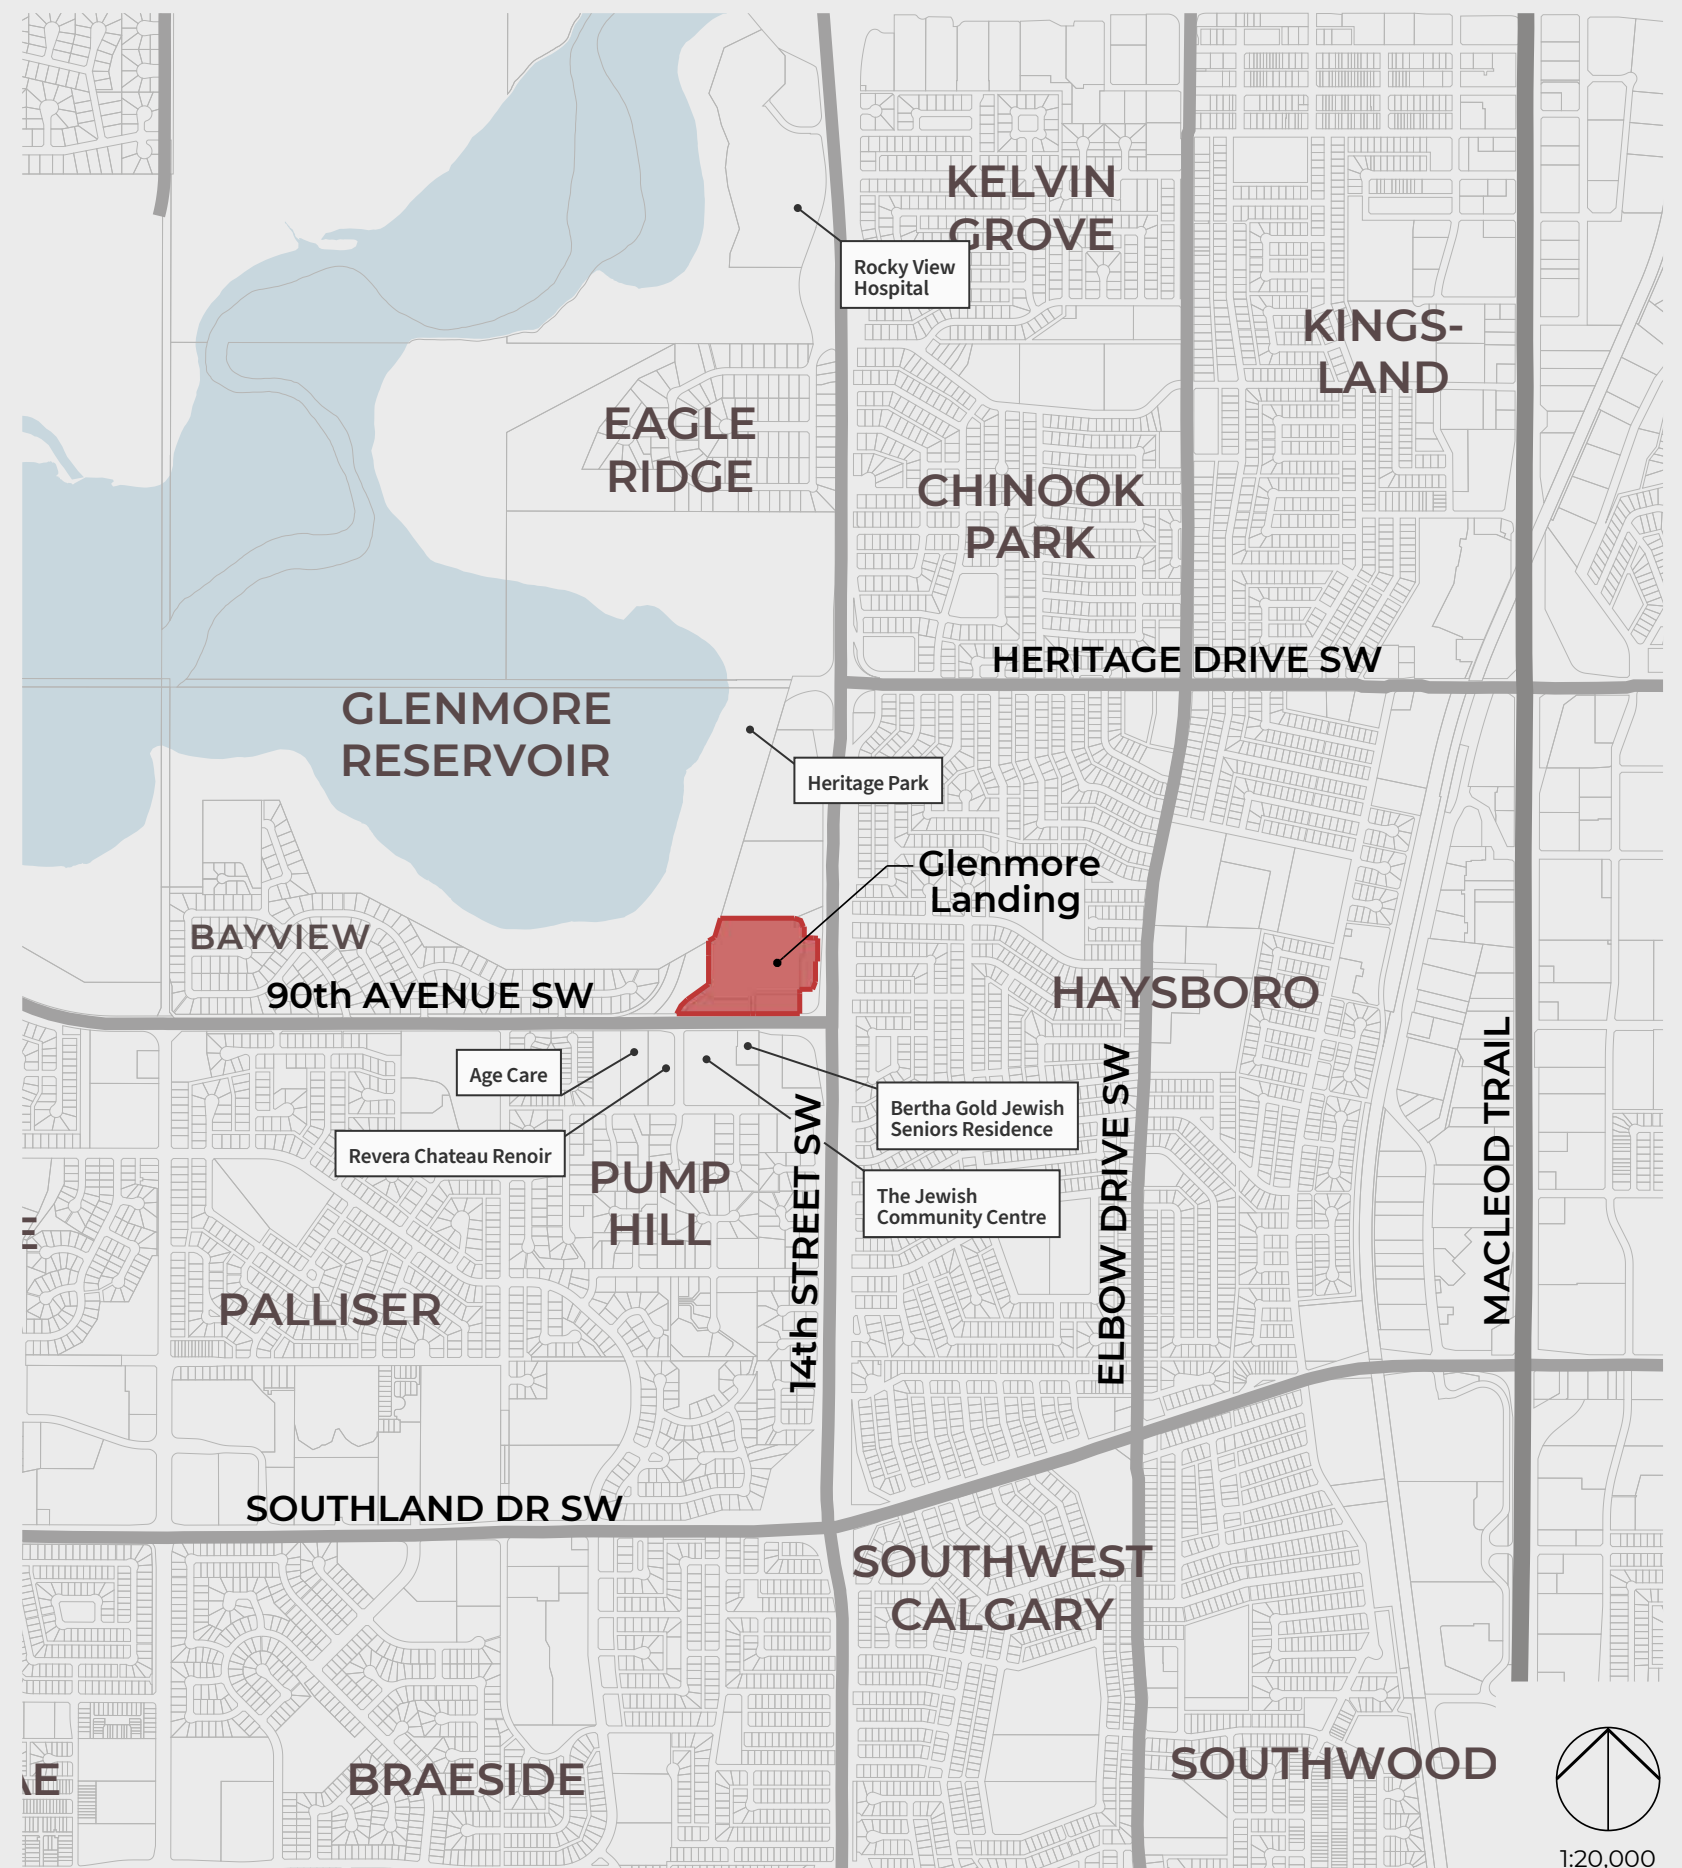 KELVIN
GROVE
Rocky View
Hospital
KINGS-
LAND
EAGLE
RIDGE
CHINOOK
PARK
HERITAGE DRIVE SW
GLENMORE
RESERVOIR
Heritage Park
Glenmore
Landing
BAYVIEW
90th AVENUE SW
HAYSBORO
MACLEOD TRAIL
ELBOW DRIVE SW
14th STREET SW
Age Care
Bertha Gold Jewish
Seniors Residence
Revera Chateau Renoir
PUMP
HILL
The Jewish
Community Centre
E
PALLISER
SOUTHLAND DR SW
SOUTHWEST
CALGARY
SOUTHWOOD
AE
BRAESIDE
1:20,000